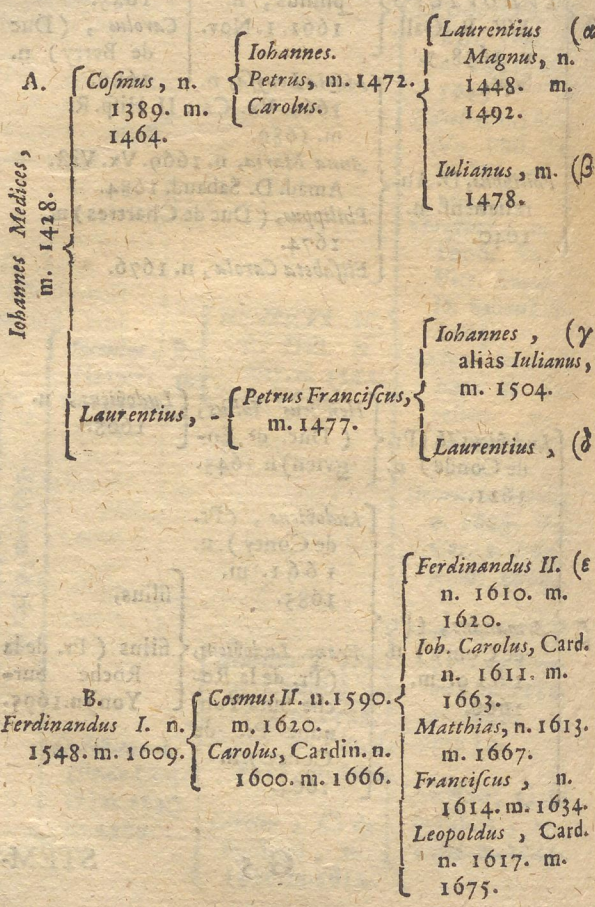 A.
Iohannes Medices,
m. 1428.
Coſmus, n.
1389. m.
1464.
Iohannes.
Petrus, m. 1472.
Carolus.
Laurentius (α
Magnus, n.
1448. m.
1492.
Iulianus, m. (β
1478.
Laurentius, -
Petrus Franciſcus,
m. 1477.
Iohannes , (γ
aliàs Iulianus,
m. 1504.
Laurentius , (δ
B.
Ferdinandus I. n.
1548. m. 1609.
Cosmus II. n. 1590.
m. 1620.
Carolus, Cardin. n.
1600. m. 1666.
Ferdinandus II. (ε
n. 1610. m.
1620.
Ioh. Carolus, Card.
n. 1611. m.
1663.
Matthias, n. 1613.
m. 1667.
Franciſcus , n.
1614. m. 1634.
Leopoldus , Card.
n. 1617. m.
1675.